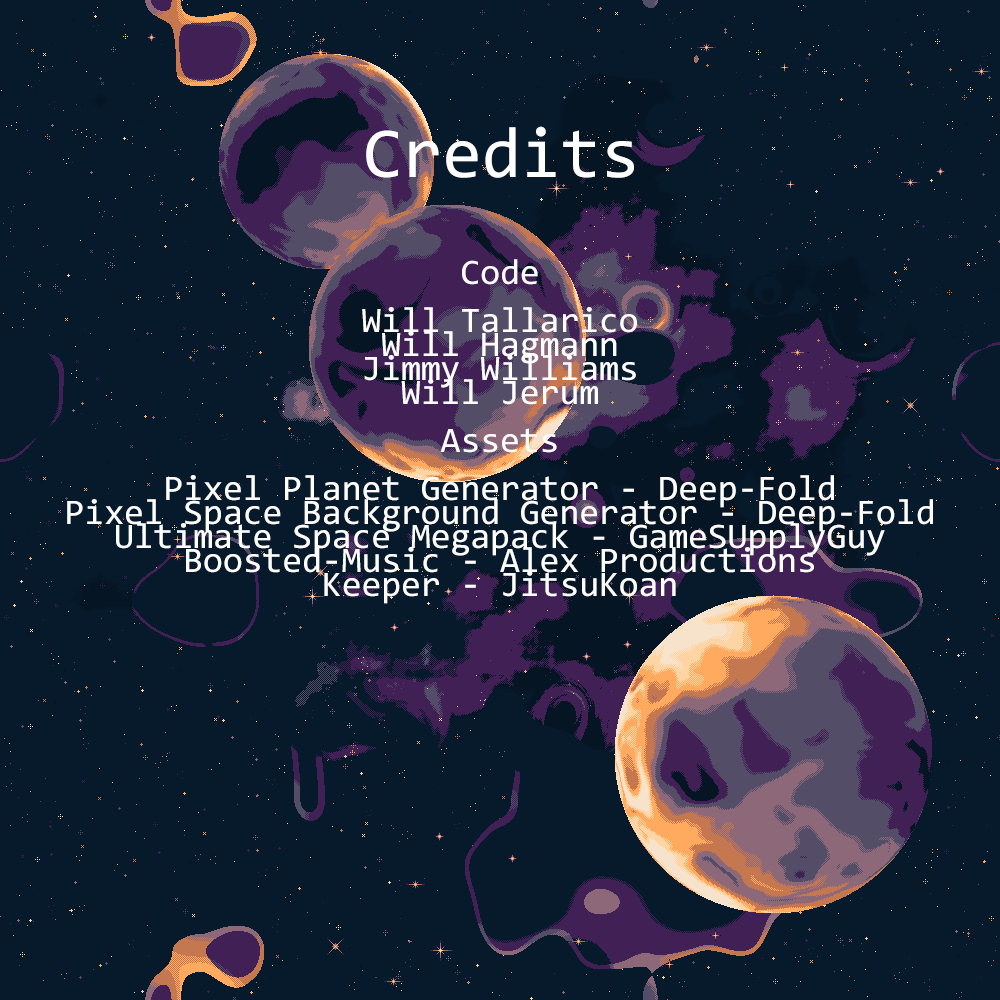 Credits
Code
Will Tallarico
Will Hagmann
Jimmy Williams
Will Jerum
Assets
Pixel Planet Generator - Deep-Fold
Pixel Space Background Generator - Deep-Fold
Ultimate Space Megapack - GameSUpplyGuy
Boosted-Music - Alex Productions
Keeper - JitsuKoan